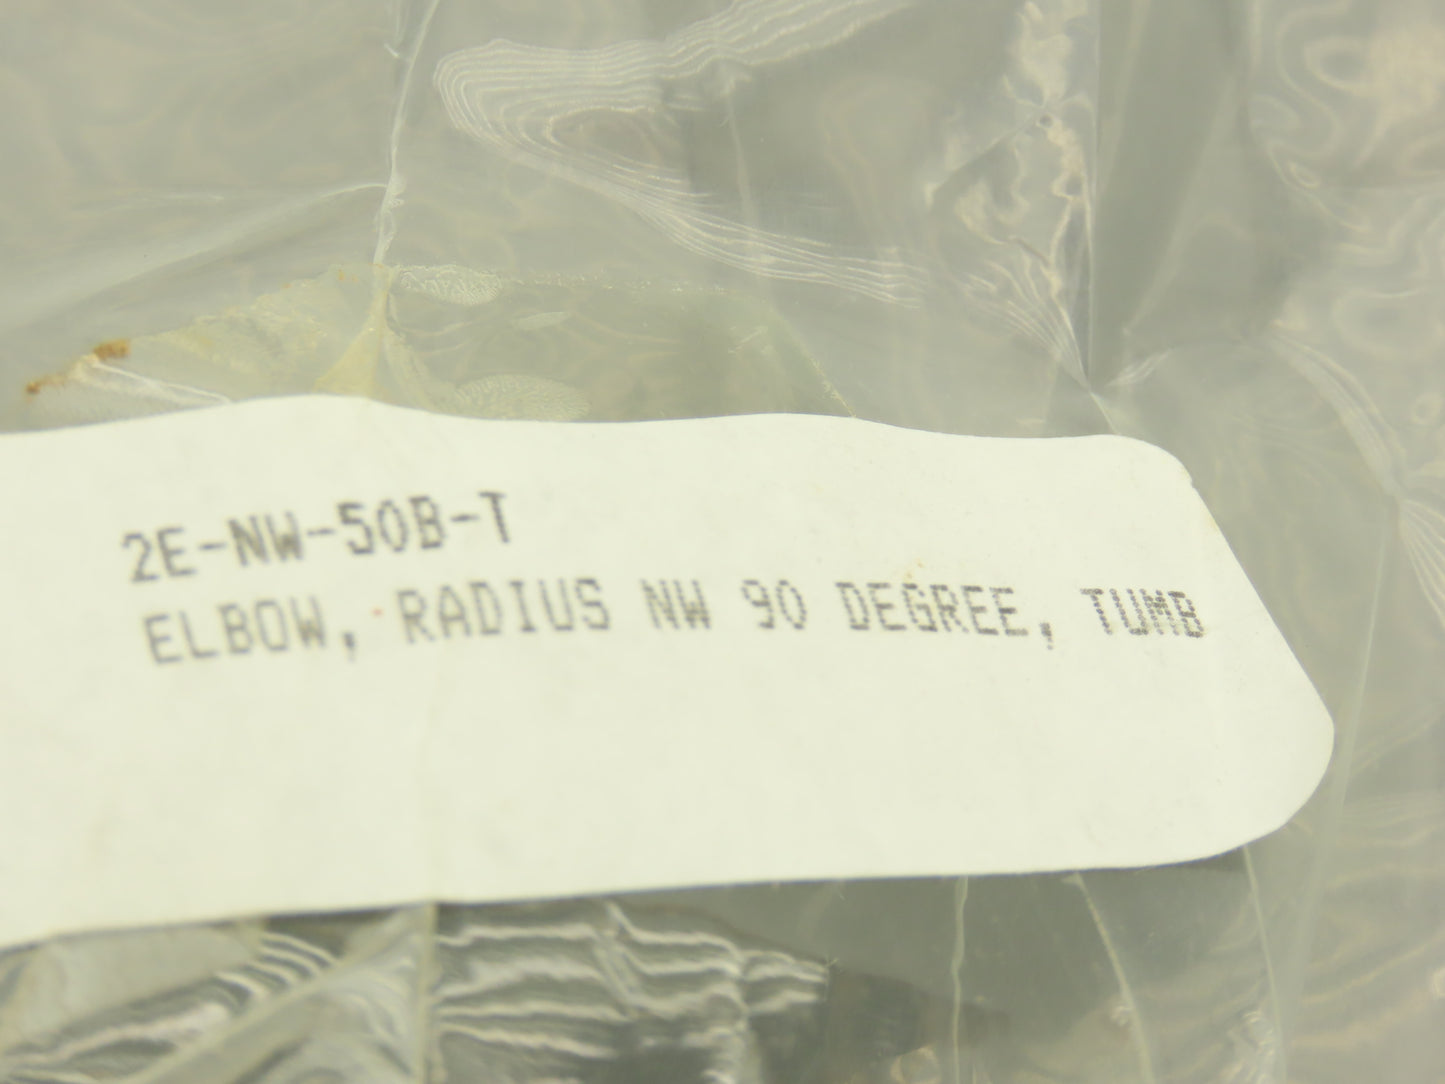 2E-NW-50B-T
ELBOW, RADIUS NW 90 DEGREE, TUMB